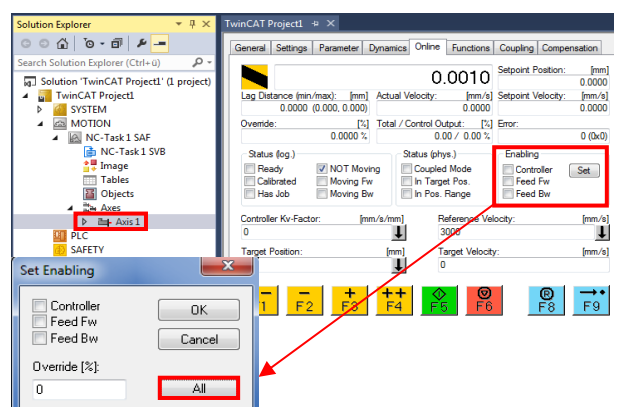 Solution Explorer
Search Solution Explorer (Ctrl+ü)
Solution 'TwinCAT Project1' (1 project)
TwinCAT Project1
SYSTEM
MOTION
NC-Task 1 SAF
NC-Task 1 SVB
Image
Tables
Objects
Axes
Axis 1
PLC
SAFETY
TwinCAT Project1
General Settings Parameter Dynamics Online Functions Coupling Compensation
0.0010
Setpoint Position: [mm]
0.0000
Lag Distance (min/max): [mm] Actual Velocity: [mm/s] Setpoint Velocity: [mm/s]
0.0000 (0.000, 0.000) 0.0000 0.0000
Override: [%] Total / Control Output: [%] Error:
0.0000 % 0.00 / 0.00 % 0 (0x0)
Status (log.) Status (phys.) Enabling
Ready NOT Moving Coupled Mode Controller Set
Calibrated Moving Fw In Target Pos. Feed Fw
Has Job Moving Bw In Pos. Range Feed Bw
Controller Kv-Factor: [mm/s/mm] Reference Velocity: [mm/s]
0 3000
Target Position: [mm] Target Velocity: [mm/s]
0
– – + ++ R
1 F2 F3 F4 F5 F6 F8 F9
Set Enabling
Controller OK
Feed Fw
Feed Bw Cancel
Override [%]:
0 All